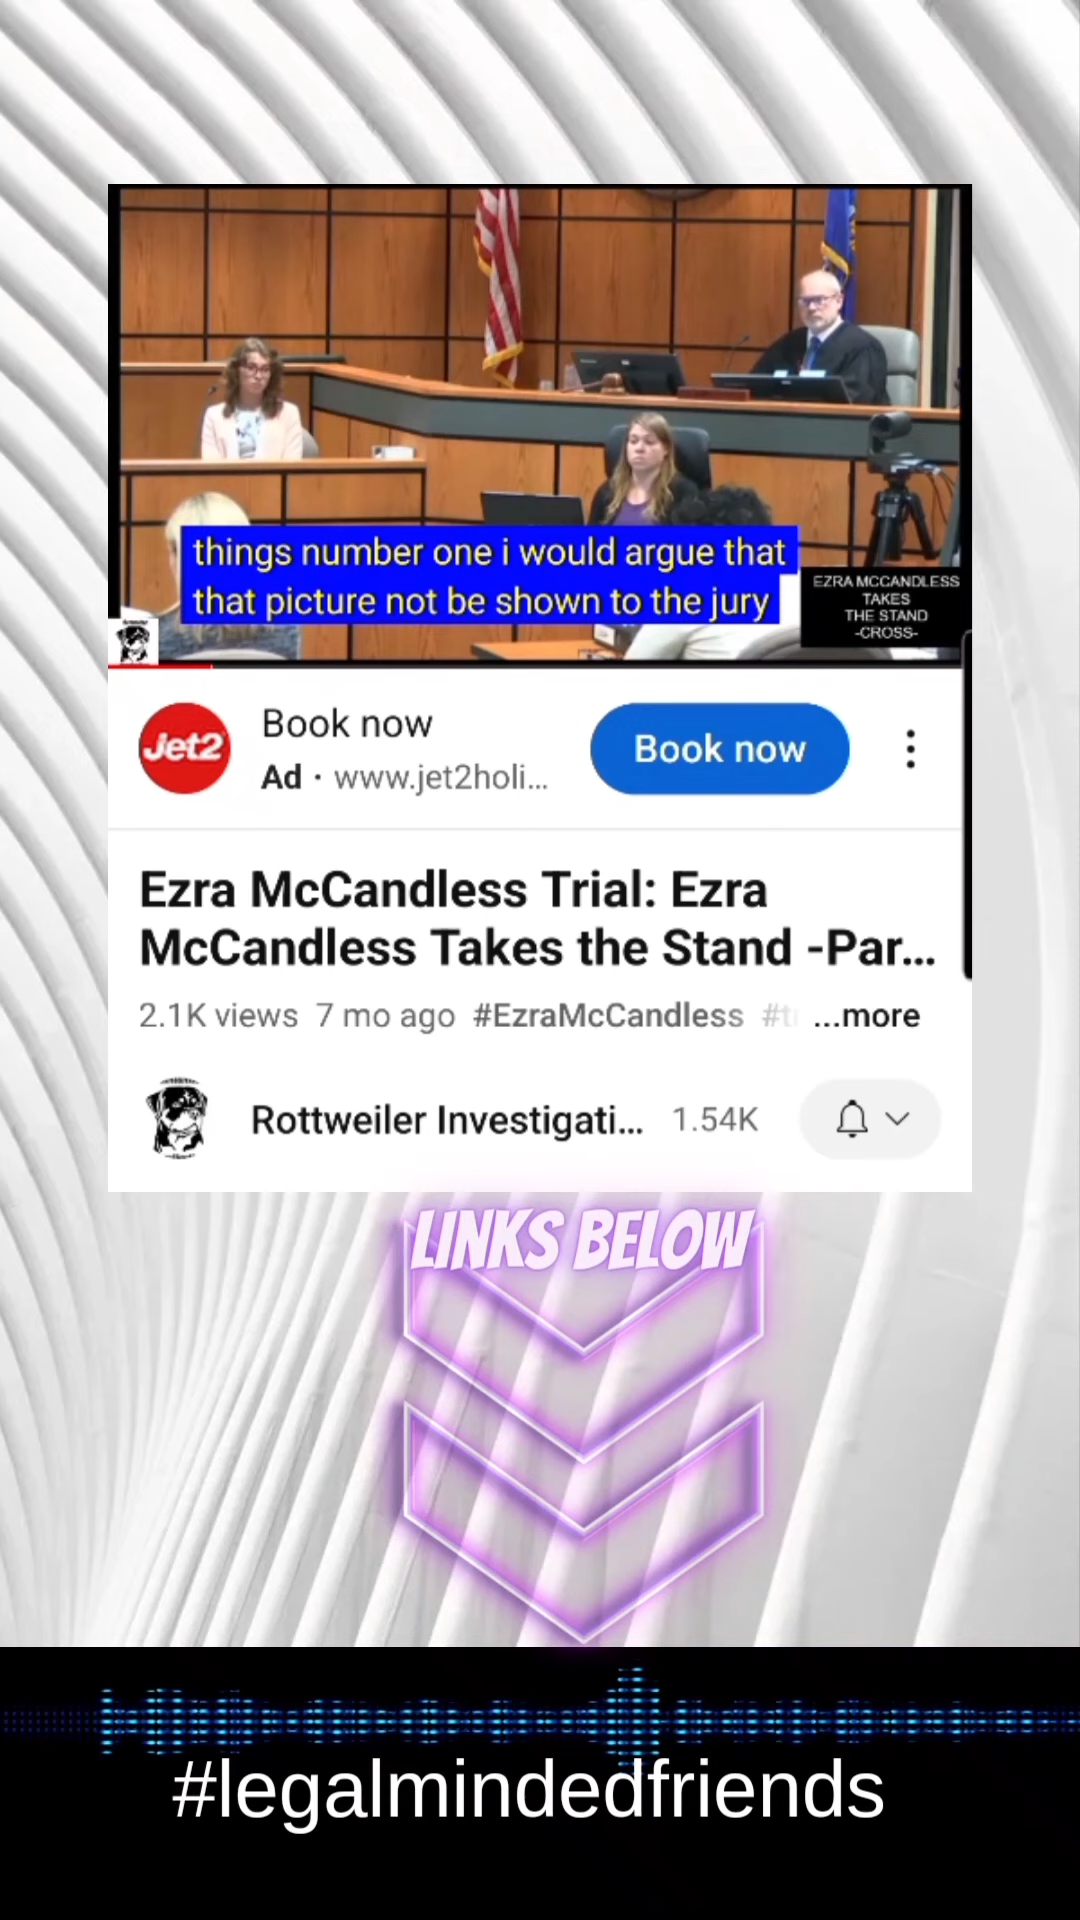 things number one i would argue that
that picture not be shown to the jury
EZRA MCCANDLESS
TAKES
THE STAND
-CROSS-
Jet2
Book now
Ad · www.jet2holi...
Book now
Ezra McCandless Trial: Ezra
McCandless Takes the Stand -Par...
2.1K views 7 mo ago #EzraMcCandless #t ...more
Rottweiler Investigati... 1.54K
LINKS BELOW
#legalmindedfriends